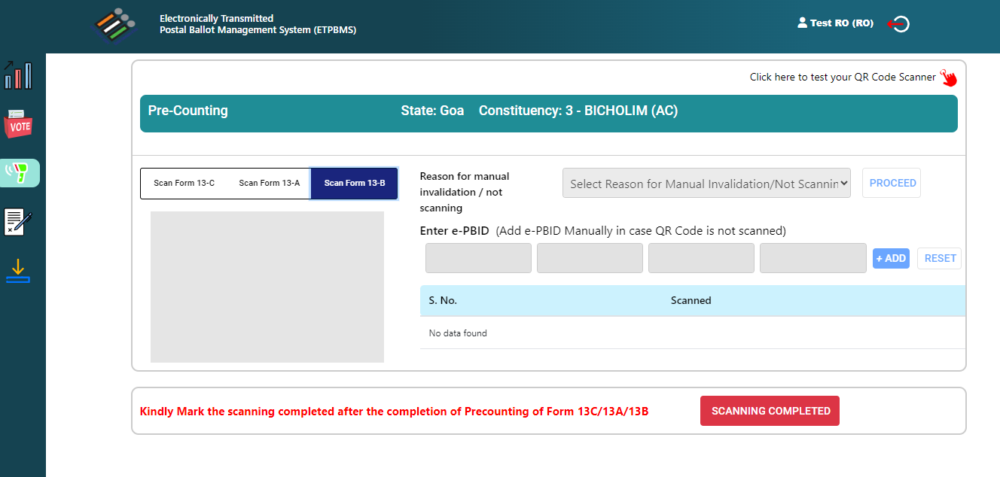 Electronically Transmitted
Postal Ballot Management System (ETPBMS)
Test RO (RO)
VOTE
Click here to test your QR Code Scanner
Pre-Counting State: Goa Constituency: 3 - BICHOLIM (AC)
Scan Form 13-C Scan Form 13-A Scan Form 13-B
Reason for manual
invalidation / not
scanning
Select Reason for Manual Invalidation/Not Scannin
PROCEED
Enter e-PBID (Add e-PBID Manually in case QR Code is not scanned)
+ ADD RESET
S. No. Scanned
No data found
Kindly Mark the scanning completed after the completion of Precounting of Form 13C/13A/13B
SCANNING COMPLETED